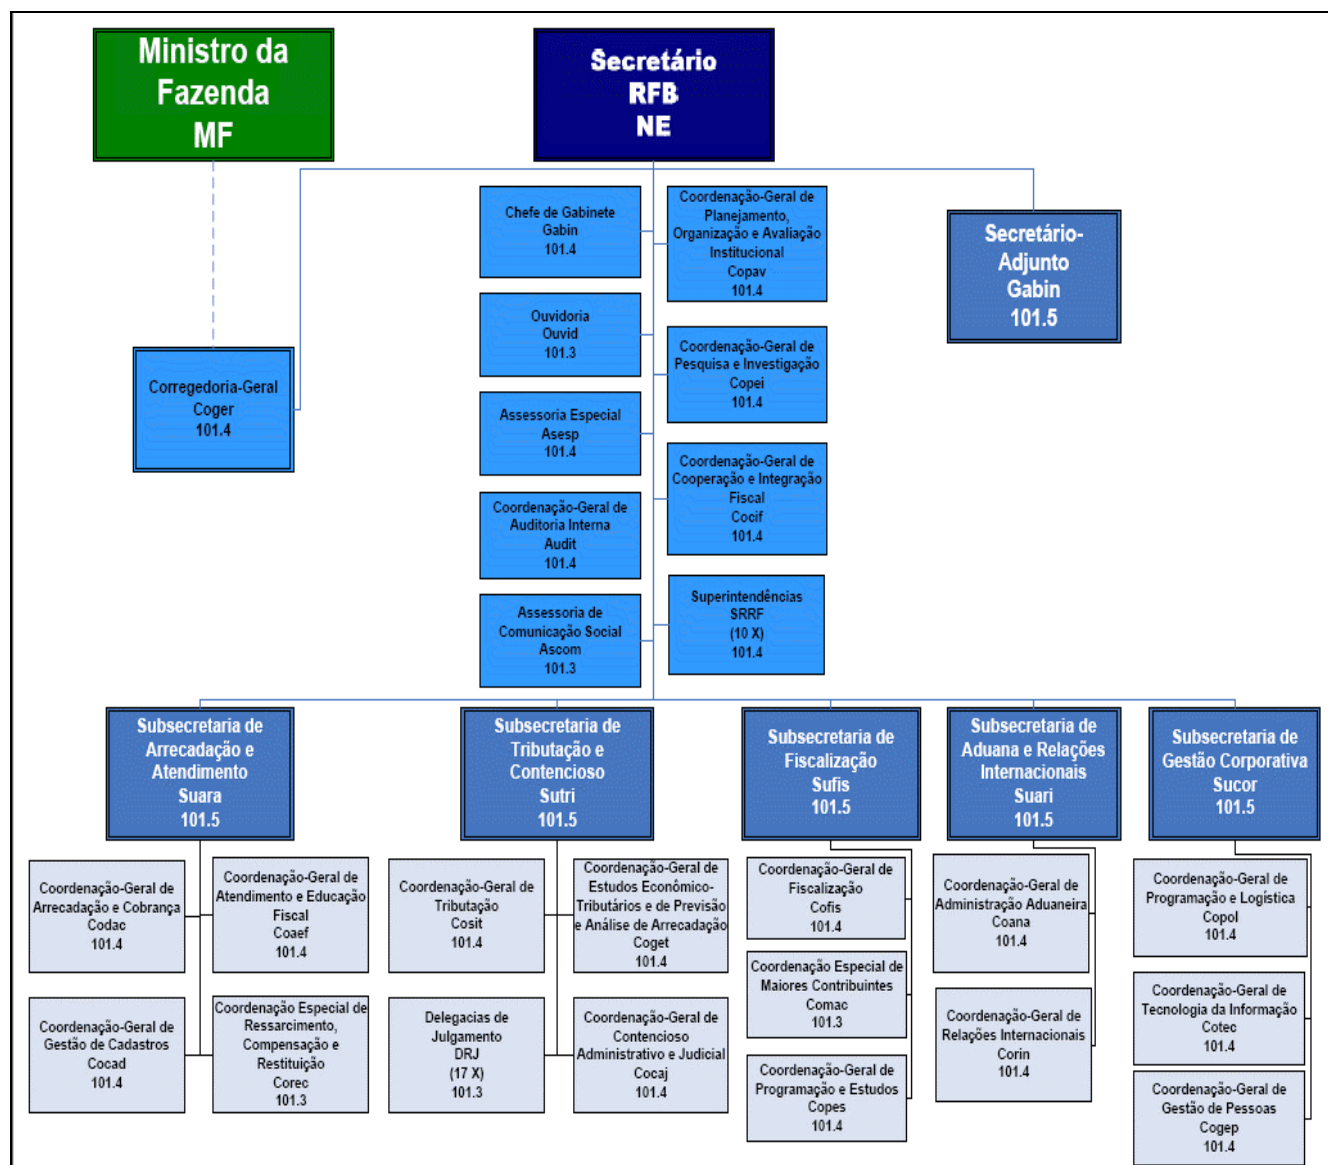 Ministro da
Fazenda
MF
Secretário
RFB
NE
Chefe de Gabinete
Gabin
101.4
Coordenação-Geral de
Planejamento,
Organização e Avaliação
Institucional
Copav
101.4
Secretário-
Adjunto
Gabin
101.5
Ouvidoria
Ouvid
101.3
Coordenação-Geral de
Pesquisa e Investigação
Copei
101.4
Corregedoria-Geral
Coger
101.4
Assessoria Especial
Asesp
101.4
Coordenação-Geral de
Cooperação e Integração
Fiscal
Cocif
101.4
Coordenação-Geral de
Auditoria Interna
Audit
101.4
Superintendências
SRRF
(10 X)
101.4
Assessoria de
Comunicação Social
Ascom
101.3
Subsecretaria de
Arrecadação e
Atendimento
Suara
101.5
Subsecretaria de
Tributação e
Contencioso
Sutri
101.5
Subsecretaria de
Fiscalização
Sufis
101.5
Subsecretaria de
Aduana e Relações
Internacionais
Suari
101.5
Subsecretaria de
Gestão Corporativa
Sucor
101.5
Coordenação-Geral de
Arrecadação e Cobrança
Codac
101.4
Coordenação-Geral de
Atendimento e Educação
Fiscal
Coaef
101.4
Coordenação-Geral de
Tributação
Cosit
101.4
Coordenação-Geral de
Estudos Econômico-
Tributários e de Previsão
e Análise de Arrecadação
Coget
101.4
Coordenação-Geral de
Fiscalização
Cofis
101.4
Coordenação-Geral de
Administração Aduaneira
Coana
101.4
Coordenação-Geral de
Programação e Logística
Copol
101.4
Coordenação-Geral de
Gestão de Cadastros
Cocad
101.4
Coordenação Especial de
Ressarcimento,
Compensação e
Restituição
Corec
101.3
Delegacias de
Julgamento
DRJ
(17 X)
101.3
Coordenação-Geral de
Contencioso
Administrativo e Judicial
Cocaj
101.4
Coordenação Especial de
Maiores Contribuintes
Comac
101.3
Coordenação-Geral de
Relações Internacionais
Corin
101.4
Coordenação-Geral de
Tecnologia da Informação
Cotec
101.4
Coordenação-Geral de
Programação e Estudos
Copes
101.4
Coordenação-Geral de
Gestão de Pessoas
Cogep
101.4